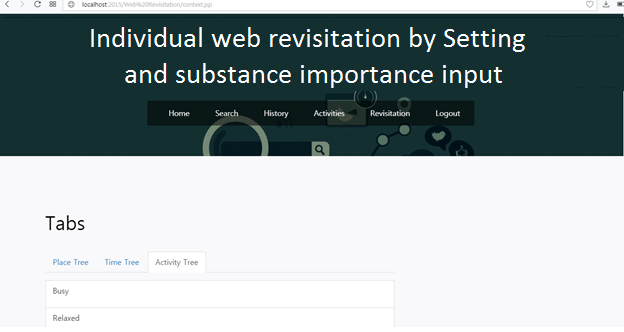 localhost:2015/Web%20Revisitation/context.jsp
Individual web revisitation by Setting
and substance importance input
Home Search History Activities Revisitation Logout
Tabs
Place Tree Time Tree Activity Tree
Busy
Relaxed